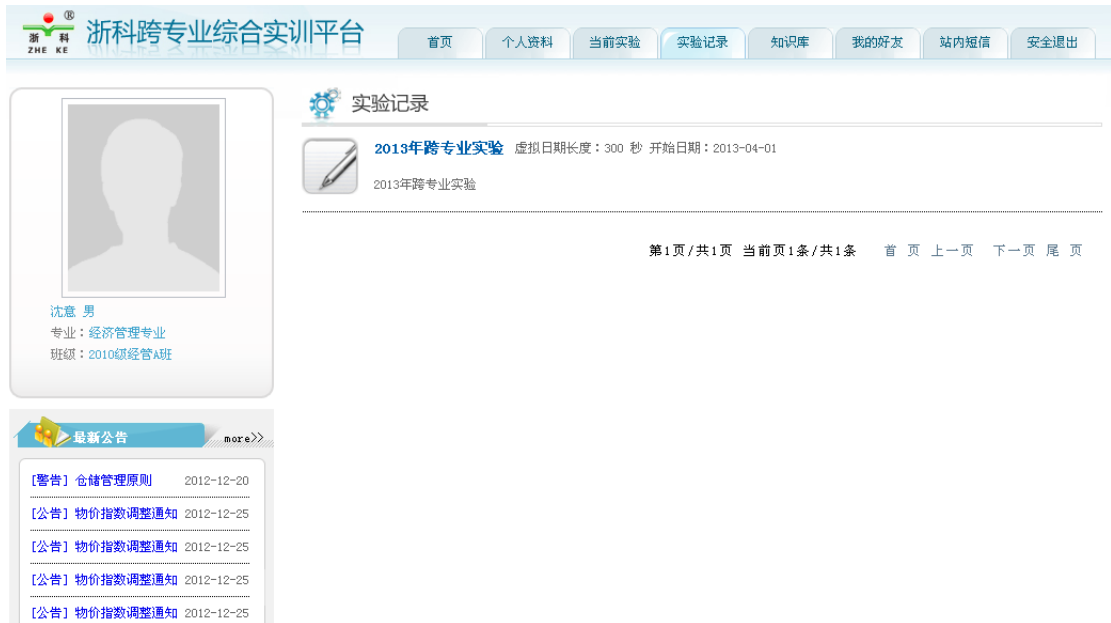 ®
浙 科
ZHE KE
浙科跨专业综合实训平台
首页 个人资料 当前实验 实验记录 知识库 我的好友 站内短信 安全退出
实验记录
2013年跨专业实验 虚拟日期长度：300 秒 开始日期：2013-04-01
2013年跨专业实验
第1页/共1页 当前页1条/共1条 首 页 上一页 下一页 尾 页
沈意 男
专业：经济管理专业
班级：2010级经管A班
最新公告 more>>
[警告] 仓储管理原则 2012-12-20
[公告] 物价指数调整通知 2012-12-25
[公告] 物价指数调整通知 2012-12-25
[公告] 物价指数调整通知 2012-12-25
[公告] 物价指数调整通知 2012-12-25